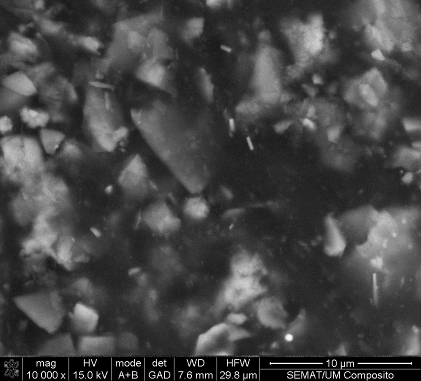 mag HV mode det WD HFW 10 µm
10 000 x 15.0 kV A+B GAD 7.6 mm 29.8 µm SEMAT/UM Composito